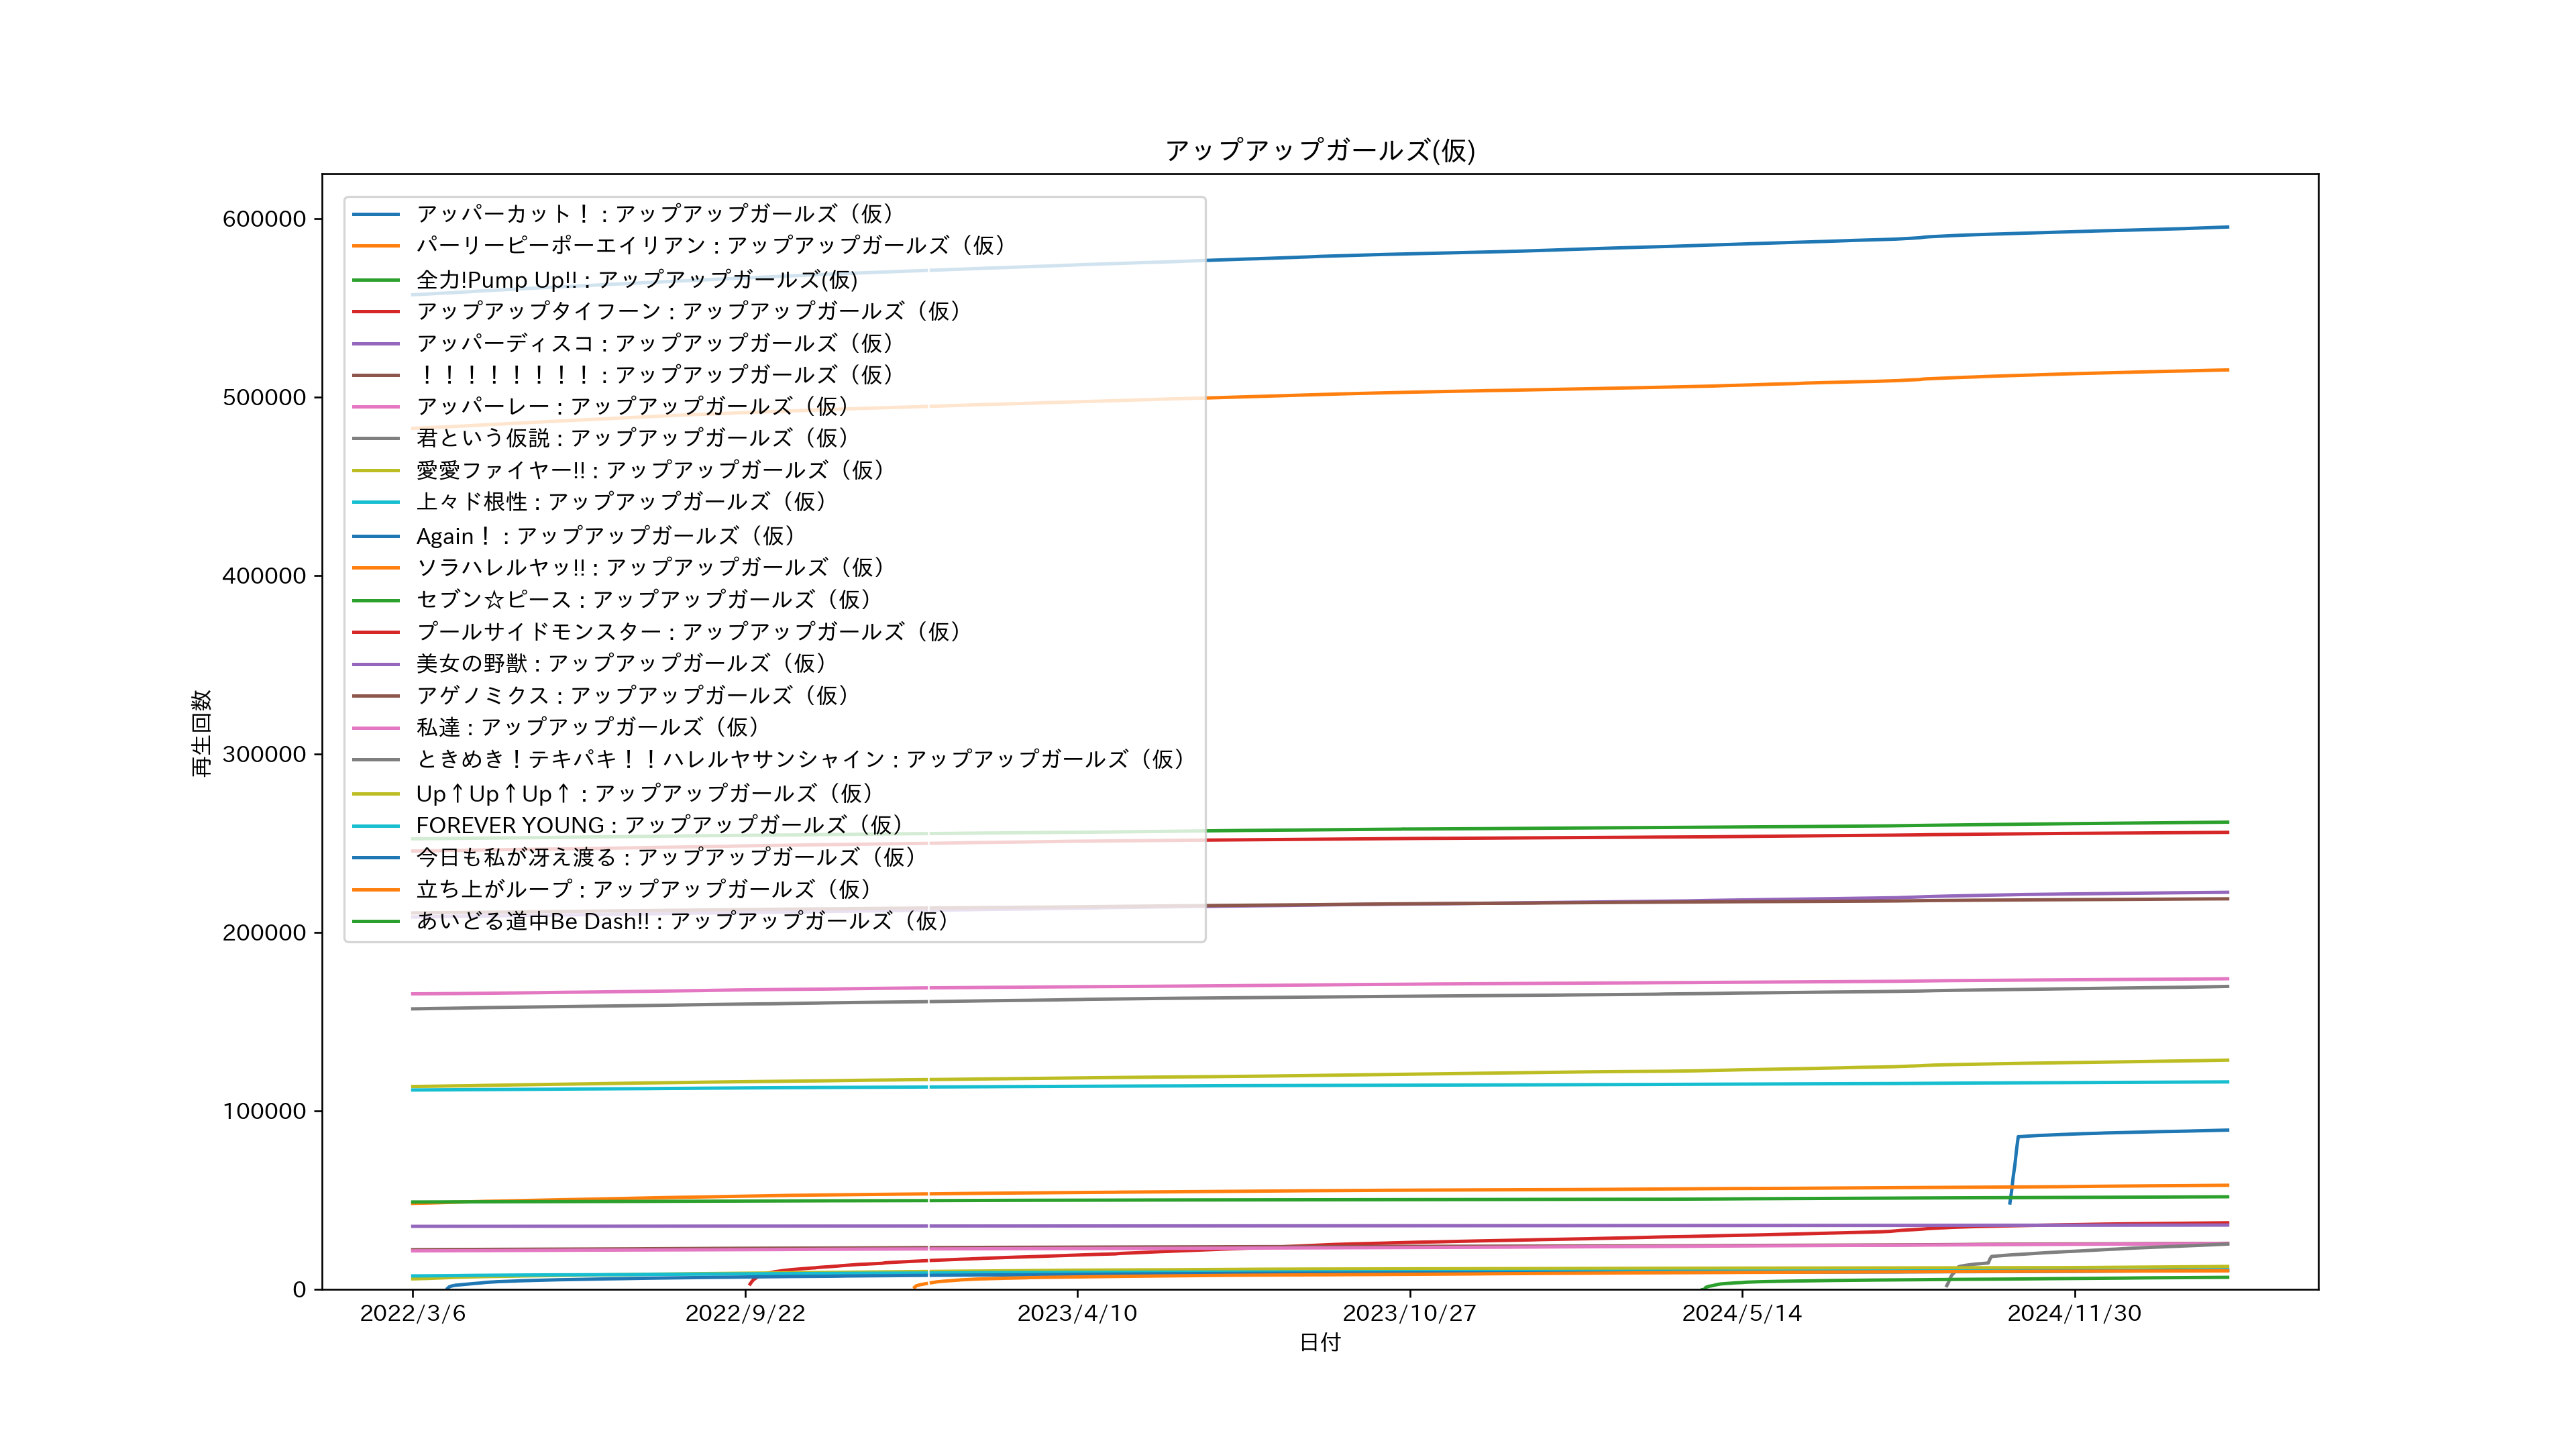 アップアップガールズ(仮)
アッパーカット！ : アップアップガールズ（仮）
パーリーピーポーエイリアン : アップアップガールズ（仮）
全力!Pump Up!! : アップアップガールズ(仮)
アップアップタイフーン : アップアップガールズ（仮）
アッパーディスコ : アップアップガールズ（仮）
！！！！！！！！ : アップアップガールズ（仮）
アッパーレー : アップアップガールズ（仮）
君という仮説 : アップアップガールズ（仮）
愛愛ファイヤー!! : アップアップガールズ（仮）
上々ド根性 : アップアップガールズ（仮）
Again！ : アップアップガールズ（仮）
ソラハレルヤッ!! : アップアップガールズ（仮）
セブン☆ピース : アップアップガールズ（仮）
プールサイドモンスター : アップアップガールズ（仮）
美女の野獣 : アップアップガールズ（仮）
アゲノミクス : アップアップガールズ（仮）
私達 : アップアップガールズ（仮）
ときめき！テキパキ！！ハレルヤサンシャイン : アップアップガールズ（仮）
Up↑Up↑Up↑ : アップアップガールズ（仮）
FOREVER YOUNG : アップアップガールズ（仮）
今日も私が冴え渡る : アップアップガールズ（仮）
立ち上がループ : アップアップガールズ（仮）
あいどる道中Be Dash!! : アップアップガールズ（仮）
600000
500000
400000
300000
200000
100000
0
再生回数
2022/3/6
2022/9/22
2023/4/10
2023/10/27
2024/5/14
2024/11/30
日付